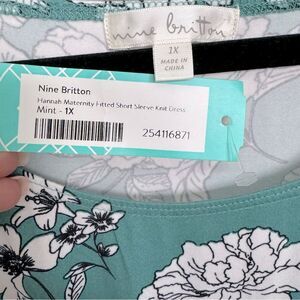 nine britton
1X
MADE IN
CHINA
Nine Britton
Hannah Maternity Fitted Short Sleeve Knit Dress
Mint - 1X
254116871